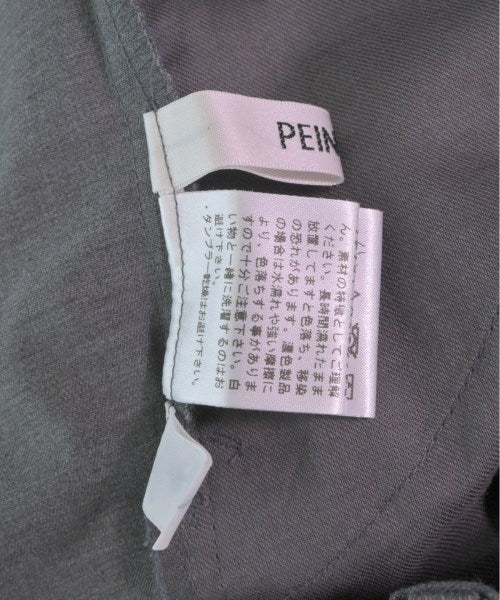 PEIN
ん。素材の特徴としてご理解
ください。長時間濡れたまま
放置してますと色落ち、移染
の恐れがあります。濃色製品
の場合は水濡れや強い摩擦に
より、色落ちする事がありま
すので十分ご注意下さい。白
い物と一緒に洗濯するのはお
避け下さい。
・タンブラー乾燥はお避け下さい。